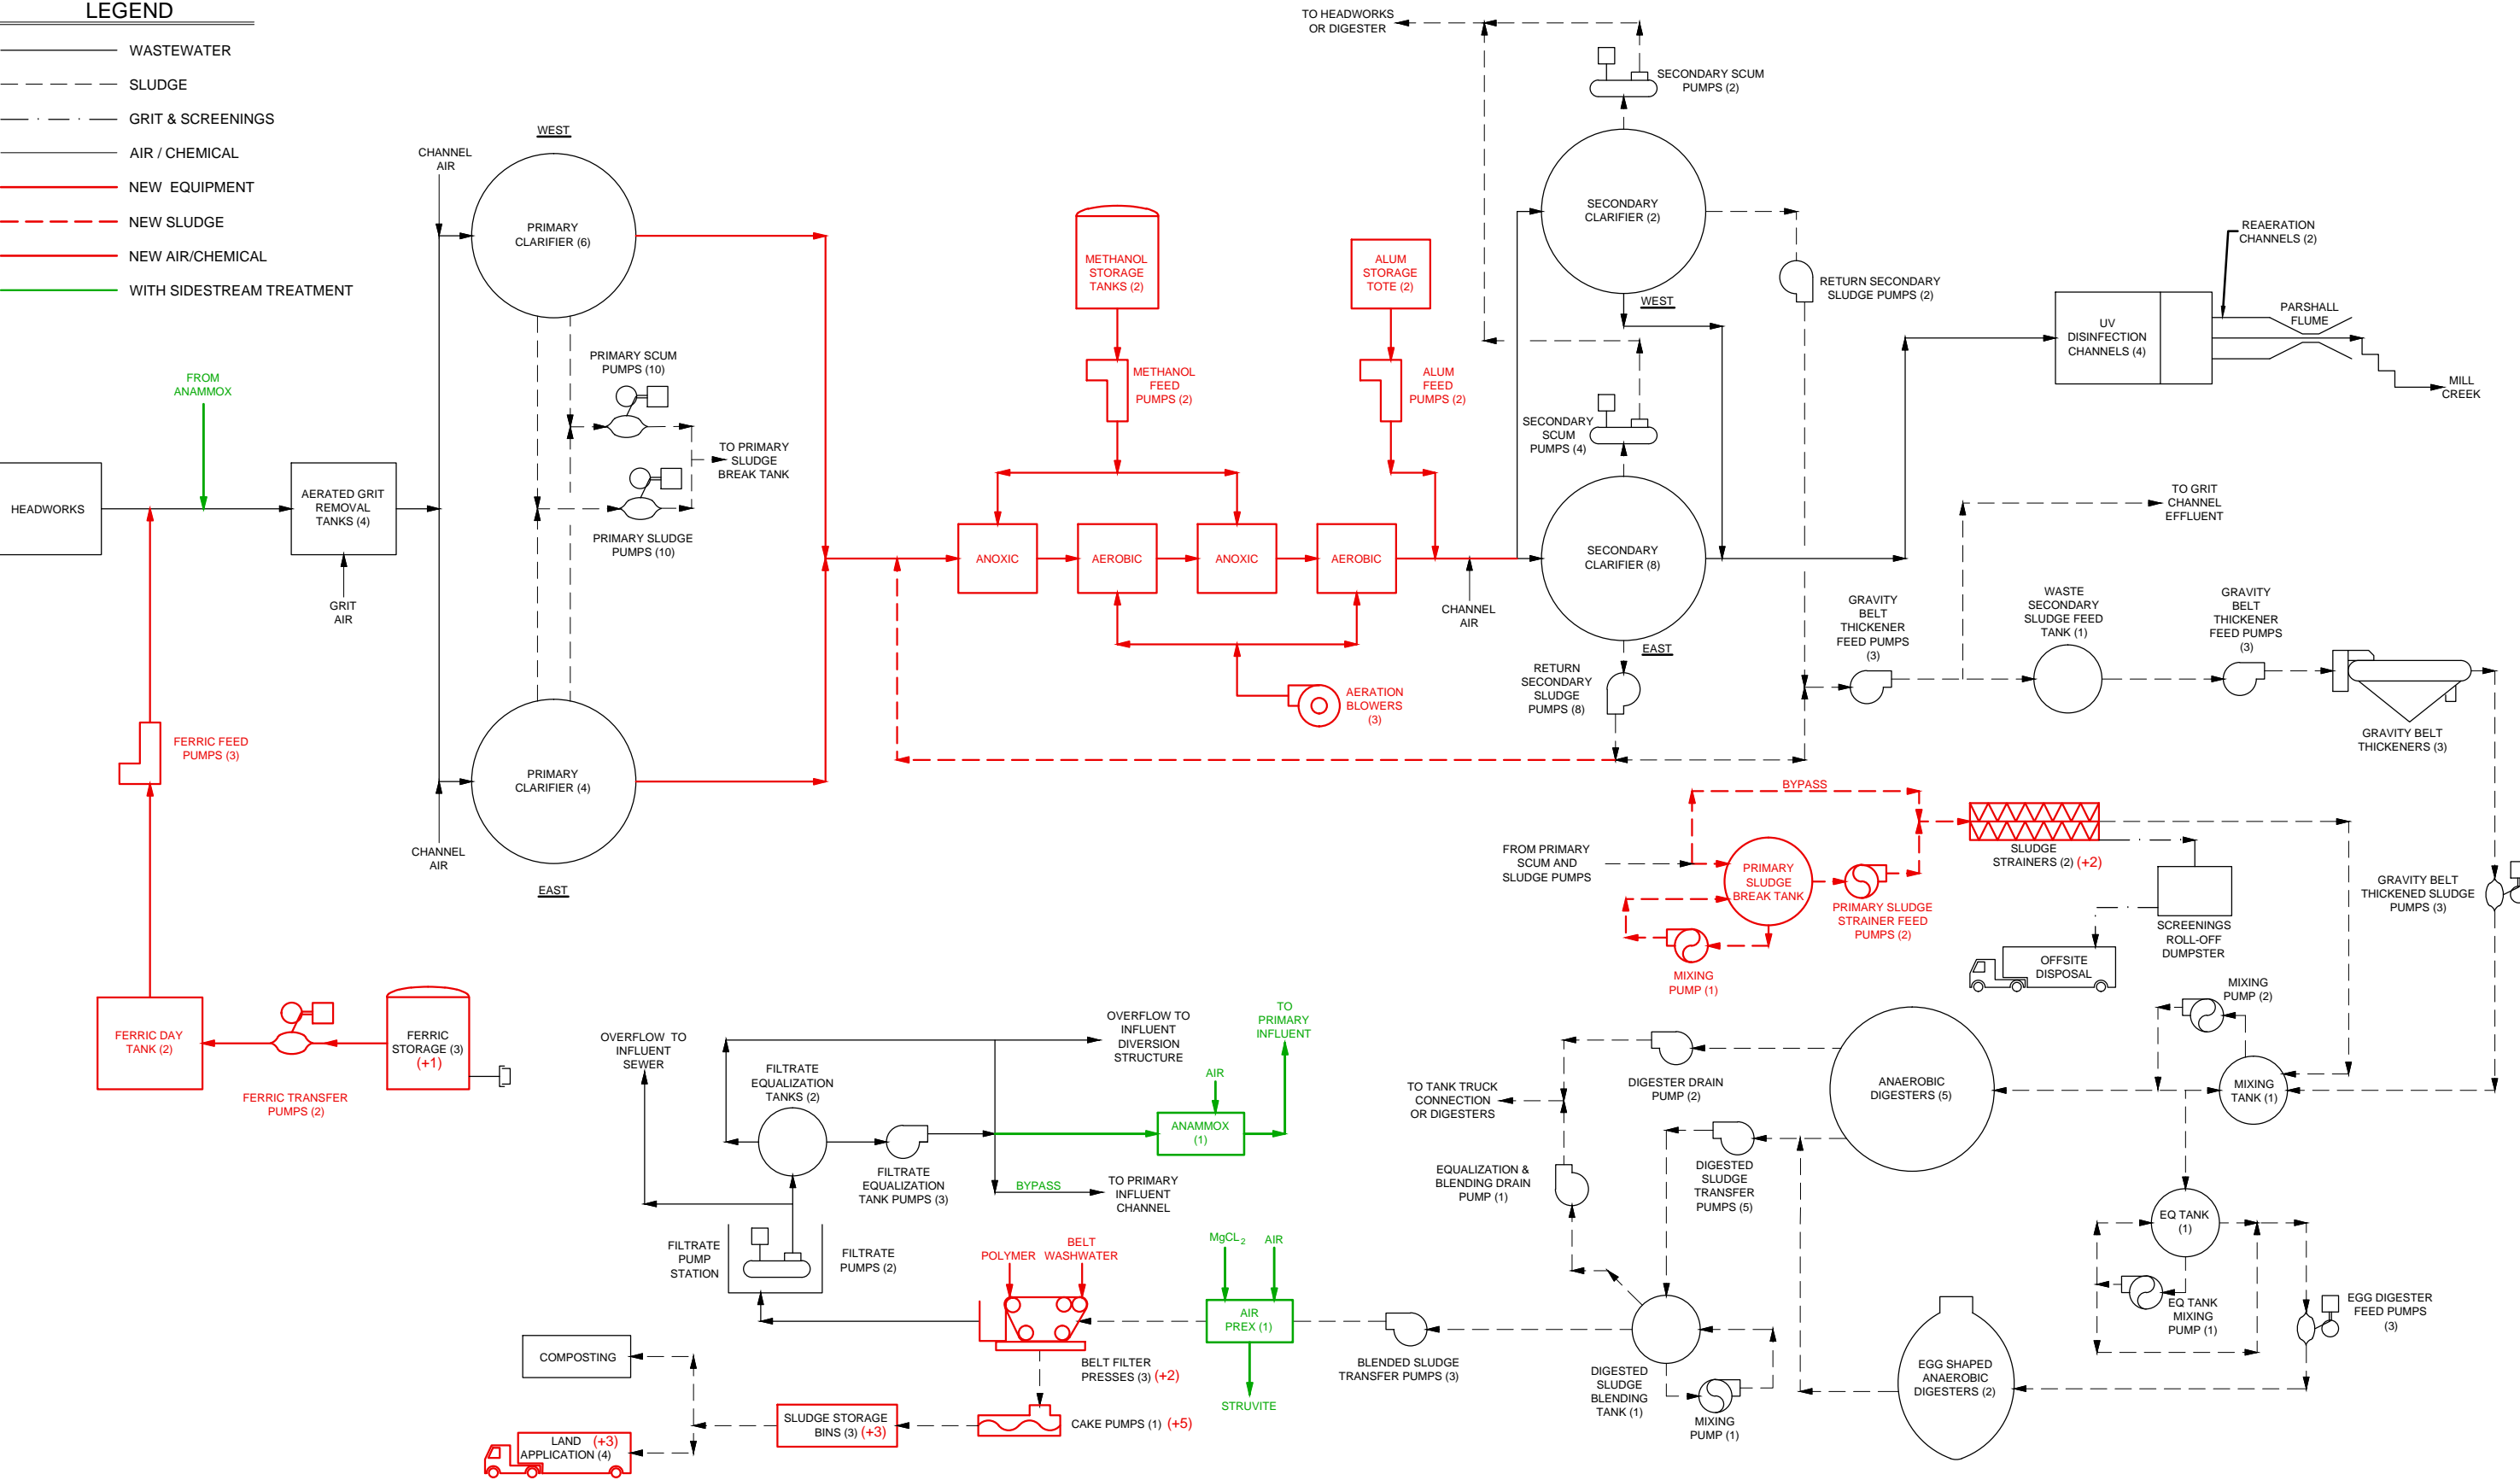 LEGEND
WASTEWATER
SLUDGE
GRIT & SCREENINGS
AIR / CHEMICAL
NEW EQUIPMENT
NEW SLUDGE
NEW AIR/CHEMICAL
WITH SIDESTREAM TREATMENT
FROM
ANAMMOX
HEADWORKS
AERATED GRIT
REMOVAL
TANKS (4)
GRIT
AIR
CHANNEL
AIR
WEST
PRIMARY
CLARIFIER (6)
PRIMARY SCUM
PUMPS (10)
TO PRIMARY
SLUDGE
BREAK TANK
PRIMARY SLUDGE
PUMPS (10)
PRIMARY
CLARIFIER (4)
CHANNEL
AIR
EAST
FERRIC FEED
PUMPS (3)
FERRIC DAY
TANK (2)
FERRIC TRANSFER
PUMPS (2)
FERRIC
STORAGE (3)
(+1)
METHANOL
STORAGE
TANKS (2)
METHANOL
FEED
PUMPS (2)
ALUM
STORAGE
TOTE (2)
ALUM
FEED
PUMPS (2)
ANOXIC
AEROBIC
ANOXIC
AEROBIC
AERATION
BLOWERS
(3)
CHANNEL
AIR
TO HEADWORKS
OR DIGESTER
SECONDARY SCUM
PUMPS (2)
SECONDARY
CLARIFIER (2)
WEST
RETURN SECONDARY
SLUDGE PUMPS (2)
SECONDARY
SCUM
PUMPS (4)
SECONDARY
CLARIFIER (8)
EAST
RETURN
SECONDARY
SLUDGE
PUMPS (8)
REAERATION
CHANNELS (2)
UV
DISINFECTION
CHANNELS (4)
PARSHALL
FLUME
MILL
CREEK
TO GRIT
CHANNEL
EFFLUENT
GRAVITY
BELT
THICKENER
FEED PUMPS
(3)
WASTE
SECONDARY
SLUDGE FEED
TANK (1)
GRAVITY
BELT
THICKENER
FEED PUMPS
(3)
GRAVITY BELT
THICKENERS (3)
BYPASS
FROM PRIMARY
SCUM AND
SLUDGE PUMPS
PRIMARY
SLUDGE
BREAK TANK
PRIMARY SLUDGE
STRAINER FEED
PUMPS (2)
MIXING
PUMP (1)
SLUDGE
STRAINERS (2) (+2)
SCREENINGS
ROLL-OFF
DUMPSTER
OFFSITE
DISPOSAL
GRAVITY BELT
THICKENED SLUDGE
PUMPS (3)
MIXING
PUMP (2)
MIXING
TANK (1)
ANAEROBIC
DIGESTERS (5)
DIGESTER DRAIN
PUMP (2)
TO TANK TRUCK
CONNECTION
OR DIGESTERS
EQUALIZATION &
BLENDING DRAIN
PUMP (1)
DIGESTED
SLUDGE
TRANSFER
PUMPS (5)
EQ TANK
(1)
EQ TANK
MIXING
PUMP (1)
EGG DIGESTER
FEED PUMPS
(3)
EGG SHAPED
ANAEROBIC
DIGESTERS (2)
DIGESTED
SLUDGE
BLENDING
TANK (1)
MIXING
PUMP (1)
BLENDED SLUDGE
TRANSFER PUMPS (3)
MgCL2
AIR
AIR
PREX (1)
STRUVITE
OVERFLOW TO
INFLUENT
SEWER
FILTRATE
EQUALIZATION
TANKS (2)
OVERFLOW TO
INFLUENT
DIVERSION
STRUCTURE
TO
PRIMARY
INFLUENT
AIR
ANAMMOX
(1)
FILTRATE
EQUALIZATION
TANK PUMPS (3)
BYPASS
TO PRIMARY
INFLUENT
CHANNEL
FILTRATE
PUMP
STATION
FILTRATE
PUMPS (2)
POLYMER
BELT
WASHWATER
BELT FILTER
PRESSES (3) (+2)
CAKE PUMPS (1) (+5)
SLUDGE STORAGE
BINS (3) (+3)
COMPOSTING
LAND (+3)
APPLICATION (4)